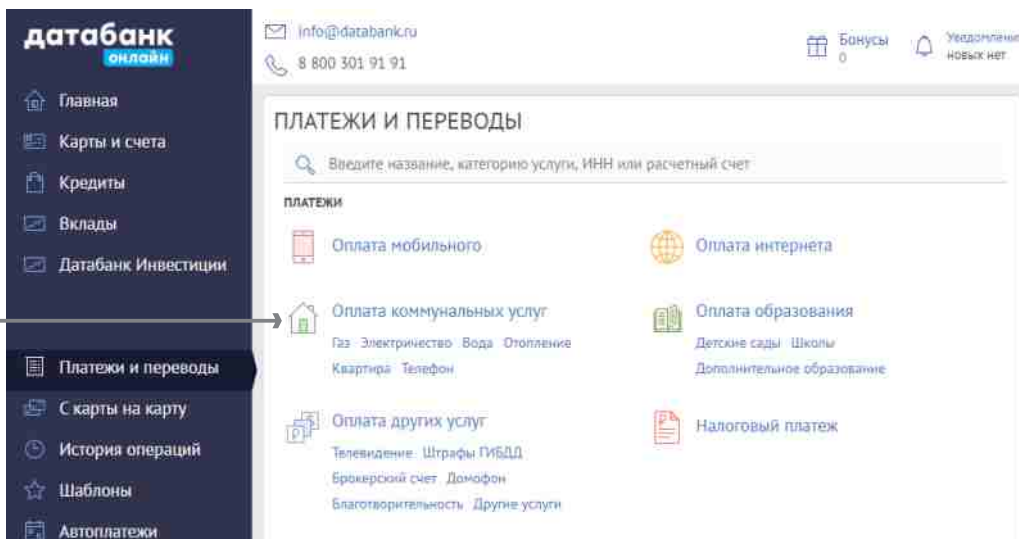 датабанк
онлайн
Главная
Карты и счета
Кредиты
Вклады
Датабанк Инвестиции
Платежи и переводы
С карты на карту
История операций
Шаблоны
Автоплатежи
info@databank.ru
8 800 301 91 91
Бонусы
0
Уведомление
новых нет
ПЛАТЕЖИ И ПЕРЕВОДЫ
Введите название, категорию услуги, ИНН или расчетный счет
ПЛАТЕЖИ
Оплата мобильного
Оплата интернета
Оплата коммунальных услуг
Газ Электричество Вода Отопление
Квартира Телефон
Оплата образования
Детские сады Школы
Дополнительное образование
Оплата других услуг
Телевидение Штрафы ГИБДД
Брокерский счет Домофон
Благотворительность Другие услуги
Налоговый платеж